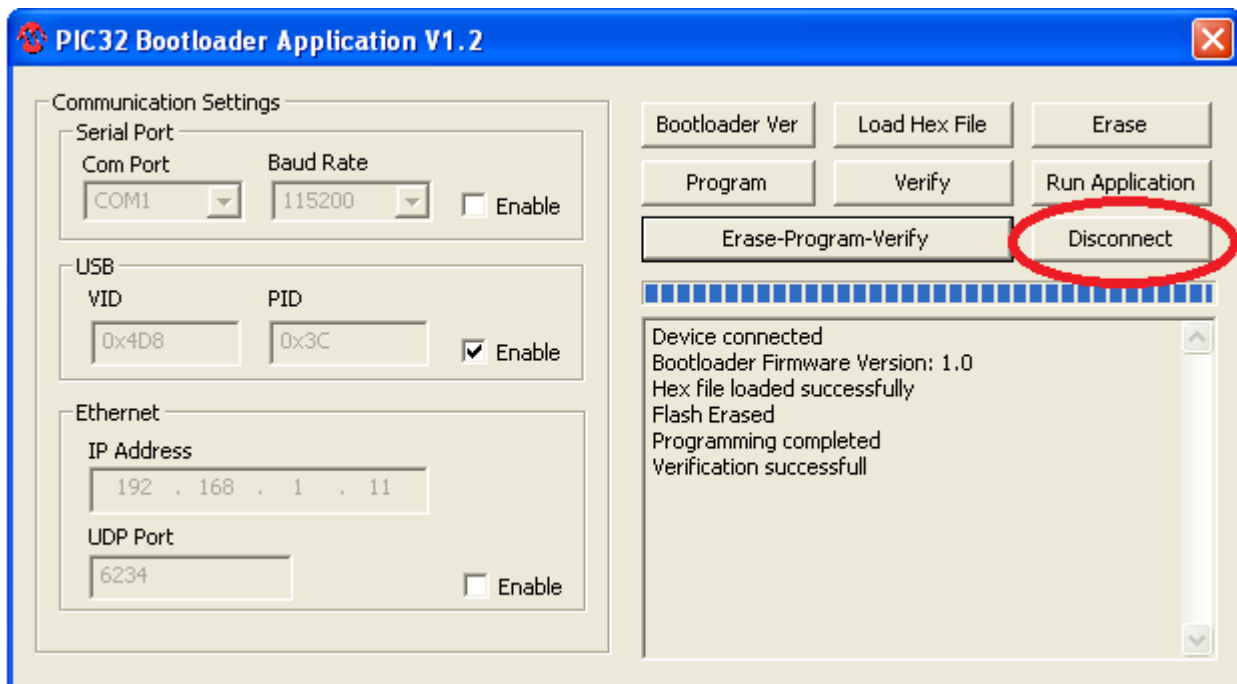 PIC32 Bootloader Application V1.2
Communication Settings
Serial Port
Com Port Baud Rate
COM1 115200 Enable
USB
VID PID
0x4D8 0x3C Enable
Ethernet
IP Address
192 . 168 . 1 . 11
UDP Port
6234 Enable
Bootloader Ver Load Hex File Erase
Program Verify Run Application
Erase-Program-Verify Disconnect
Device connected
Bootloader Firmware Version: 1.0
Hex file loaded successfully
Flash Erased
Programming completed
Verification successfull